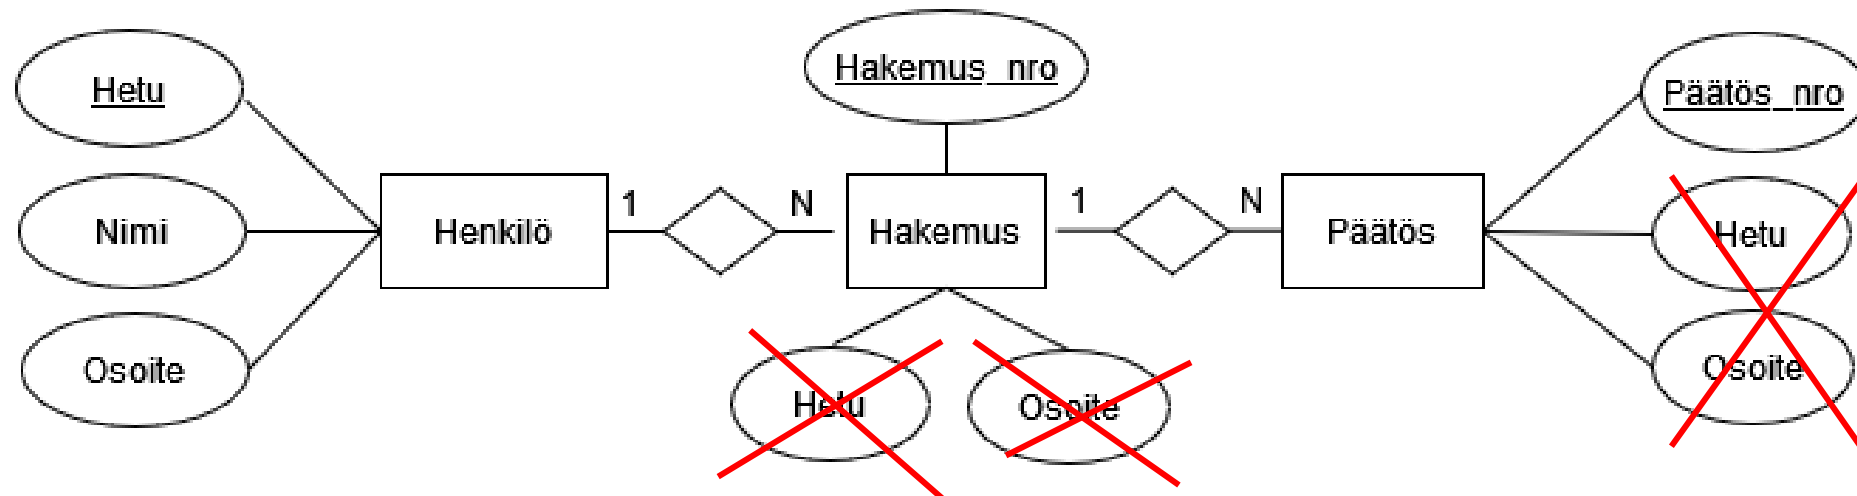 Hakemus_nro
Hetu
Päätös_nro
Nimi
Henkilö
1
N
Hakemus
1
N
Päätös
Hetu
Osoite
Hetu
Osoite
Osoite